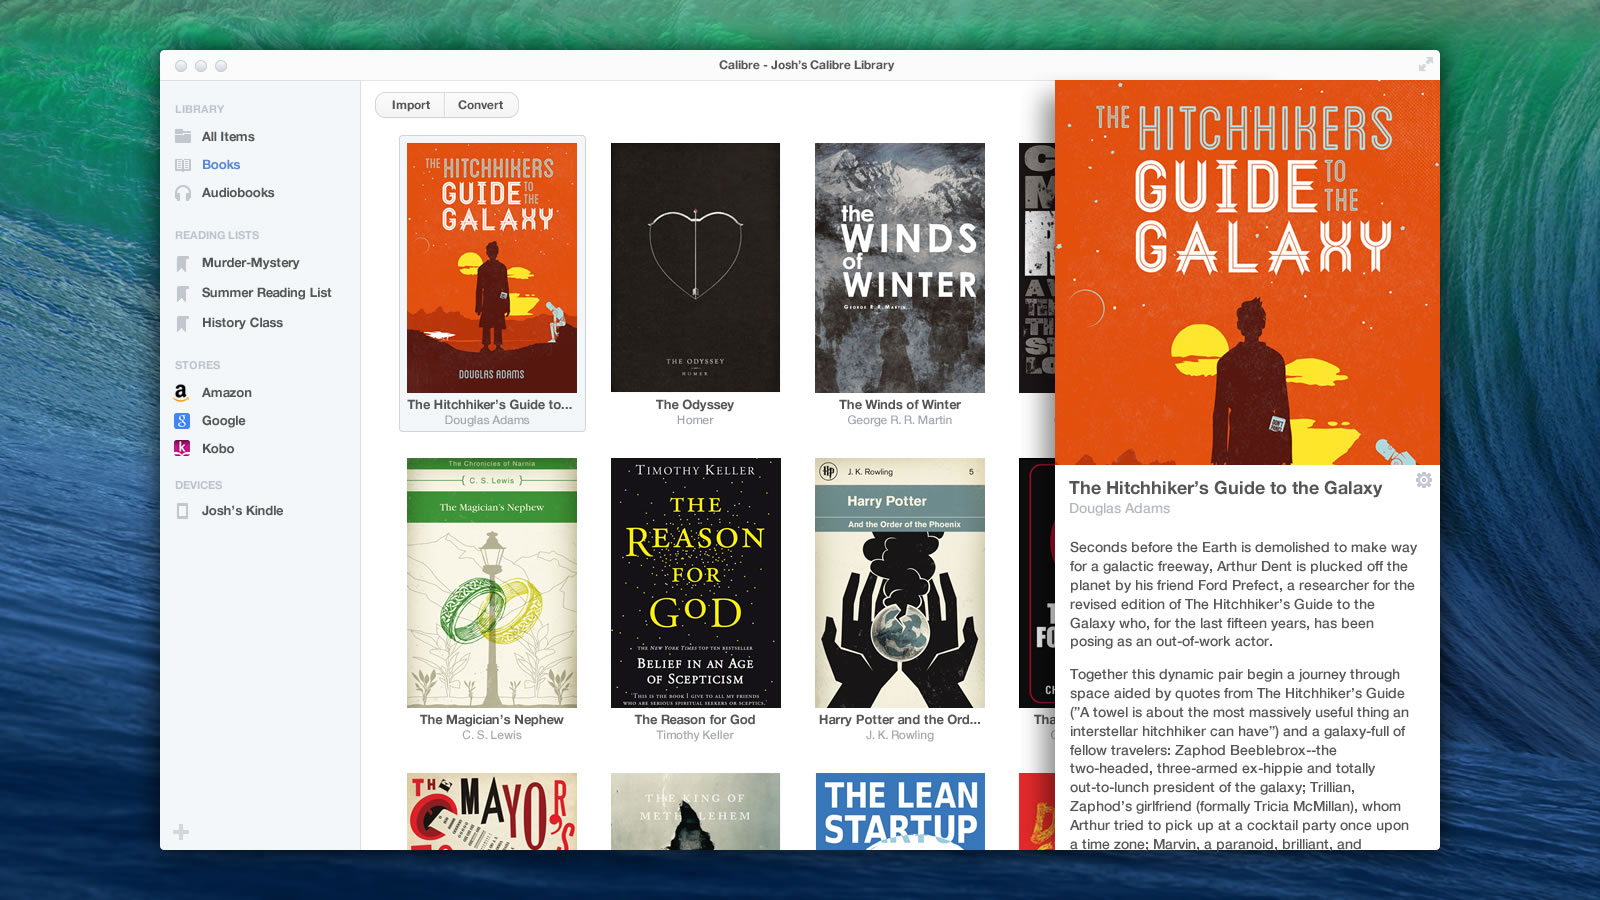 Calibre - Josh's Calibre Library
LIBRARY
All Items
Books
Audiobooks
READING LISTS
Murder-Mystery
Summer Reading List
History Class
STORES
Amazon
Google
Kobo
DEVICES
Josh's Kindle
Import Convert
THE HITCHHIKERS
GUIDE TO
THE
GALAXY
DOUGLAS ADAMS
The Hitchhiker's Guide to...
Douglas Adams
THE ODYSSEY
HOMER
The Odyssey
Homer
the
WINDS
of
WINTER
GEORGE R. R. MARTIN
The Winds of Winter
George R. R. Martin
The Chronicles of Narnia
C. S. Lewis
The Magician's Nephew
The Magician's Nephew
C. S. Lewis
TIMOTHY KELLER
THE
REASON
FOR
GOD
THE NEW YORK TIMES TOP TEN BESTSELLER
BELIEF IN AN AGE
OF SCEPTICISM
"THIS IS THE BOOK I GIVE TO ALL MY FRIENDS
WHO ARE SERIOUS SPIRITUAL SEEKERS OR SCEPTICS."
The Reason for God
Timothy Keller
HP
J. K. Rowling 5
Harry Potter
And the Order of the Phoenix
Harry Potter and the Ord...
J. K. Rowling
Tha
THE MAYOR'S
THE KING OF
METHLEHEM
THE LEAN
STARTUP
THE HITCHHIKERS
GUIDE TO
THE
GALAXY
DON'T
PANIC
The Hitchhiker's Guide to the Galaxy
Douglas Adams
Seconds before the Earth is demolished to make way
for a galactic freeway, Arthur Dent is plucked off the
planet by his friend Ford Prefect, a researcher for the
revised edition of The Hitchhiker's Guide to the
Galaxy who, for the last fifteen years, has been
posing as an out-of-work actor.
Together this dynamic pair begin a journey through
space aided by quotes from The Hitchhiker's Guide
("A towel is about the most massively useful thing an
interstellar hitchhiker can have") and a galaxy-full of
fellow travelers: Zaphod Beeblebrox--the
two-headed, three-armed ex-hippie and totally
out-to-lunch president of the galaxy; Trillian,
Zaphod's girlfriend (formally Tricia McMillan), whom
Arthur tried to pick up at a cocktail party once upon
a time zone; Marvin, a paranoid, brilliant, and